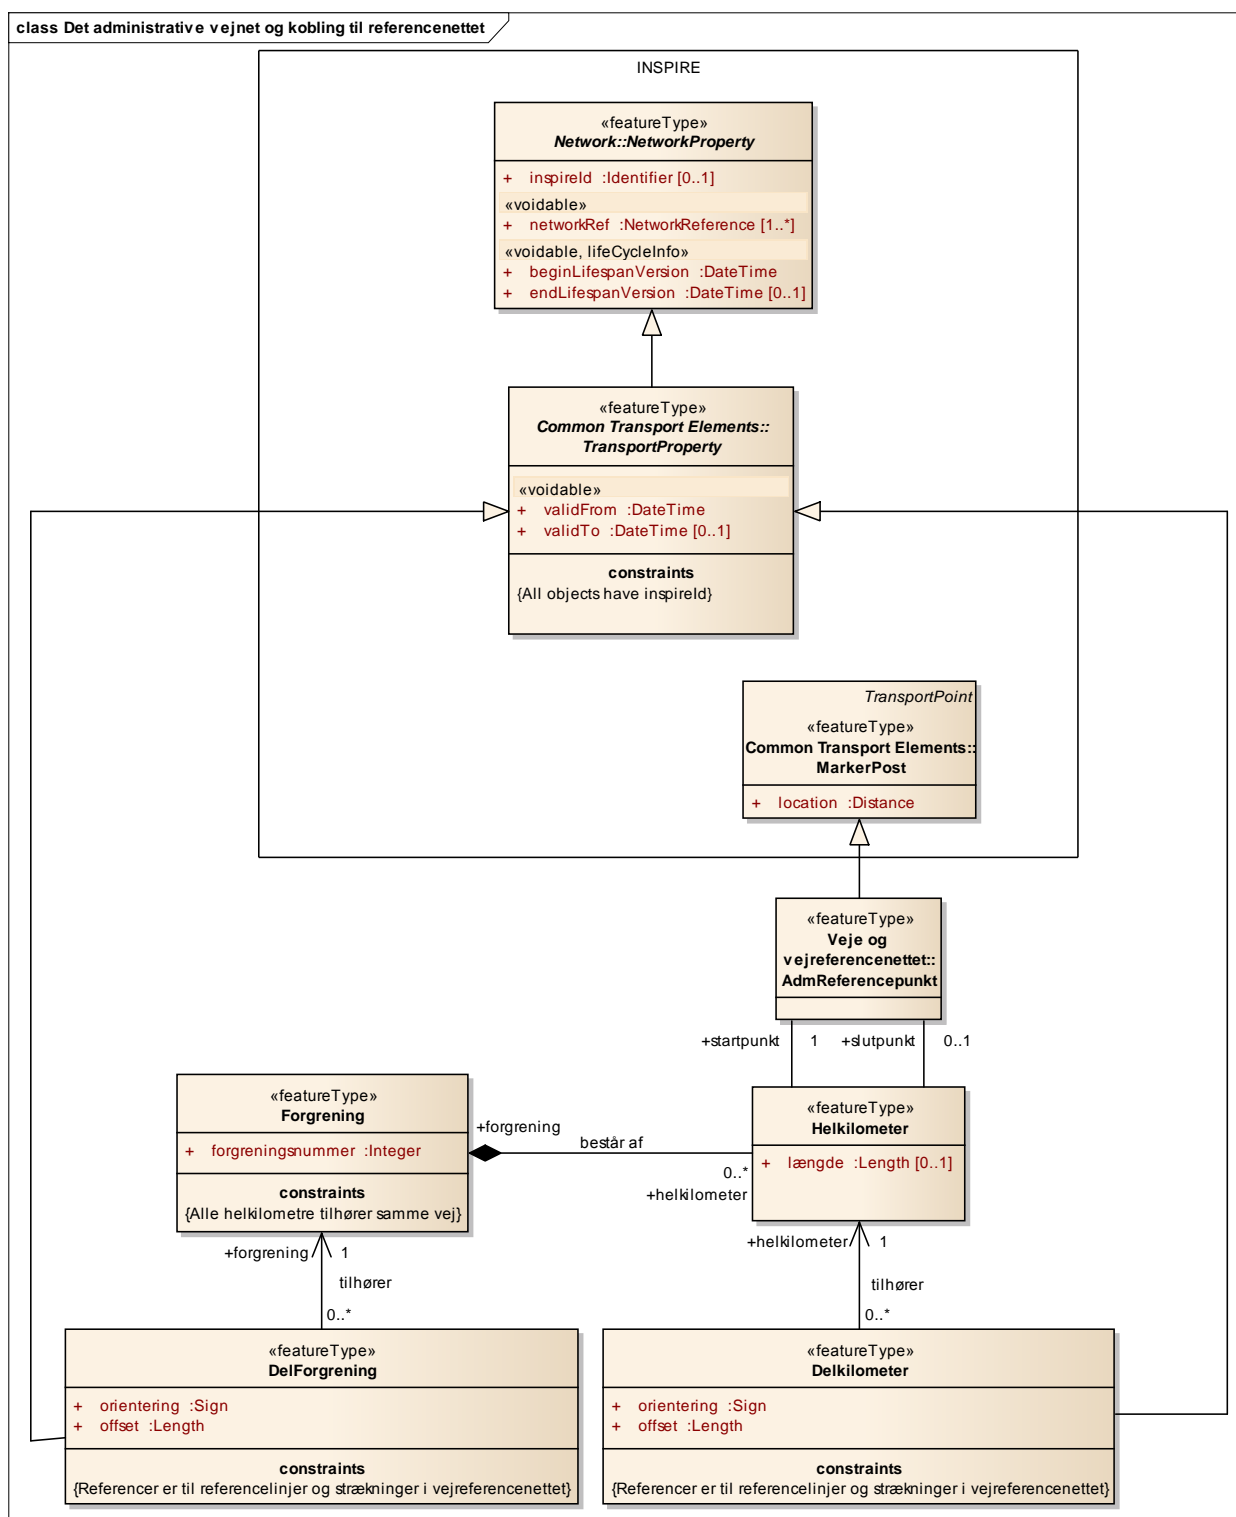 class Det administrative vejnet og kobling til referencenettet
INSPIRE
«featureType»
Network::NetworkProperty
+ inspireId :Identifier [0..1]
«voidable»
+ networkRef :NetworkReference [1..*]
«voidable, lifeCycleInfo»
+ beginLifespanVersion :DateTime
+ endLifespanVersion :DateTime [0..1]
«featureType»
Common Transport Elements::
TransportProperty
«voidable»
+ validFrom :DateTime
+ validTo :DateTime [0..1]
constraints
{All objects have inspireId}
TransportPoint
«featureType»
Common Transport Elements::
MarkerPost
+ location :Distance
«featureType»
Veje og
vejreferencenettet::
AdmReferencepunkt
+startpunkt 1 +slutpunkt 0..1
«featureType»
Forgrening
+ forgreningsnummer :Integer
constraints
{Alle helkilometre tilhører samme vej}
+forgrening
består af
0..*
+helkilometer
«featureType»
Helkilometer
+ længde :Length [0..1]
+forgrening 1
tilhører
0..*
+helkilometer 1
tilhører
0..*
«featureType»
DelForgrening
+ orientering :Sign
+ offset :Length
constraints
{Referencer er til referencelinjer og strækninger i vejreferencenettet}
«featureType»
Delkilometer
+ orientering :Sign
+ offset :Length
constraints
{Referencer er til referencelinjer og strækninger i vejreferencenettet}